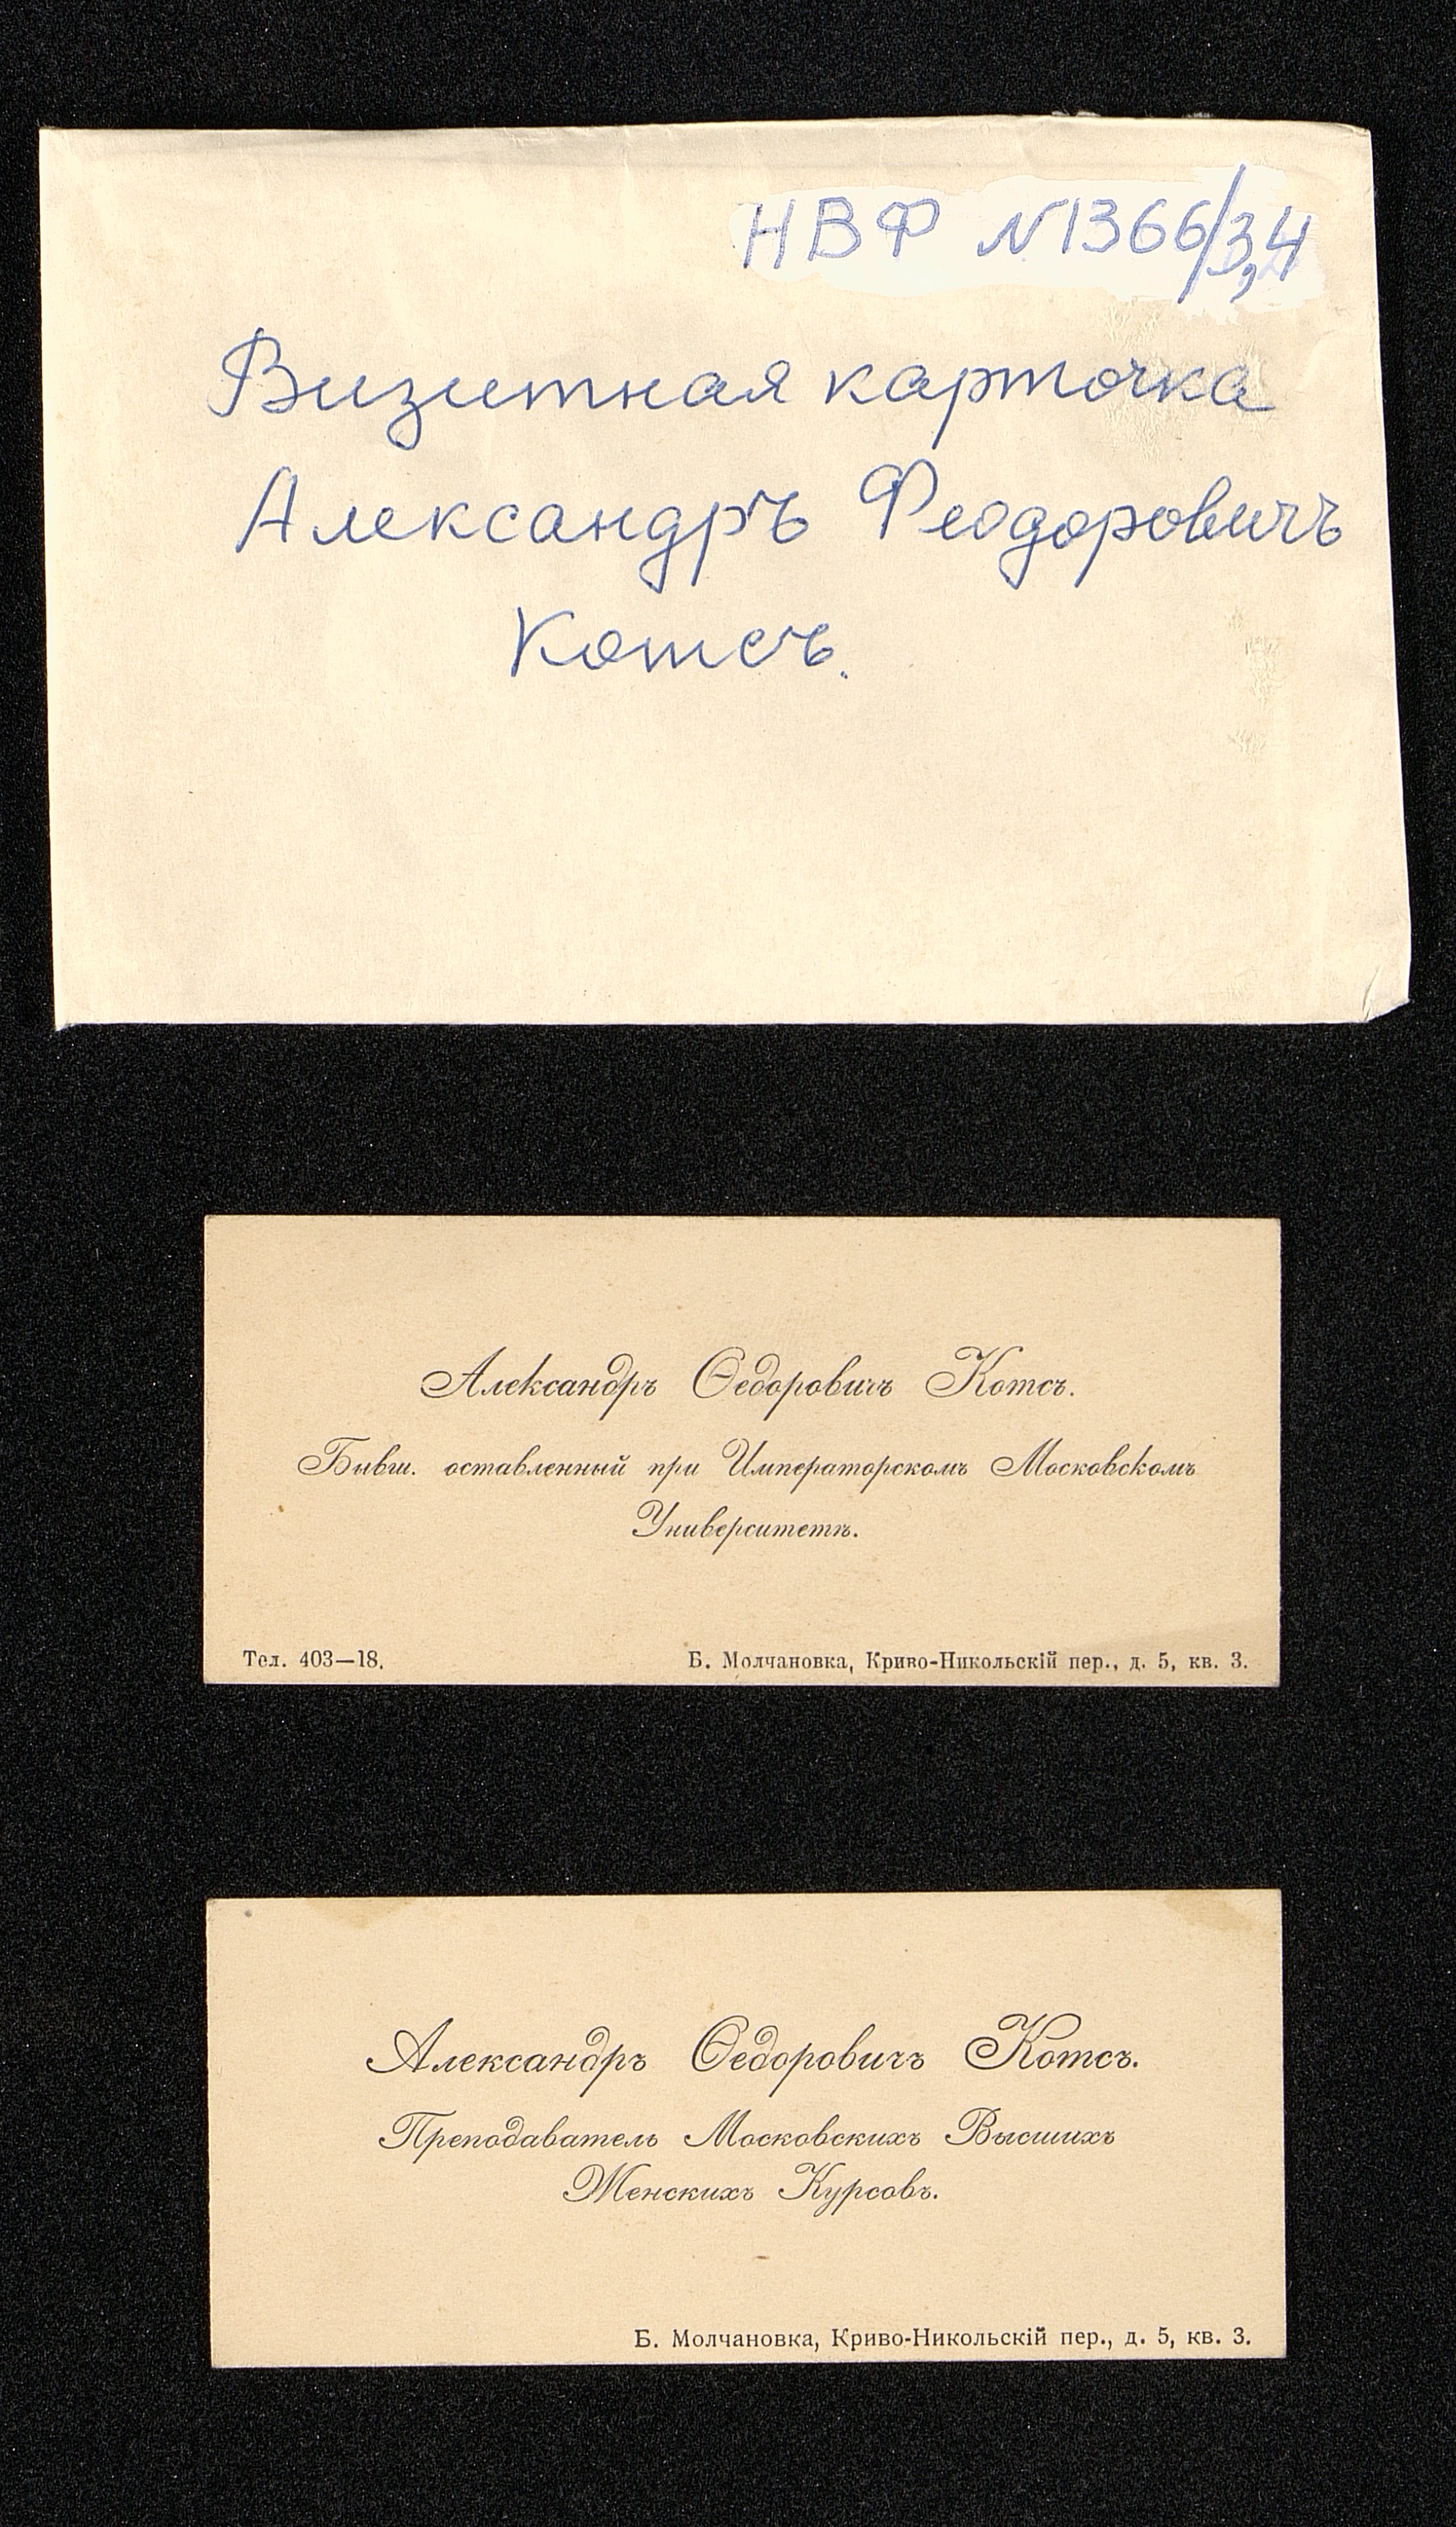 НВФ №1366/3,4
Визитная карточка
Александръ Феодоровичъ
Котсъ.
Александръ Ѳедоровичъ Котсъ.
Бывш. оставленный при Императорскомъ Московскомъ
Университетѣ.
Тел. 403—18.
Б. Молчановка, Криво-Никольскій пер., д. 5, кв. 3.
Александръ Ѳедоровичъ Котсъ.
Преподаватель Московскихъ Высшихъ
Женскихъ Курсовъ.
Б. Молчановка, Криво-Никольскій пер., д. 5, кв. 3.